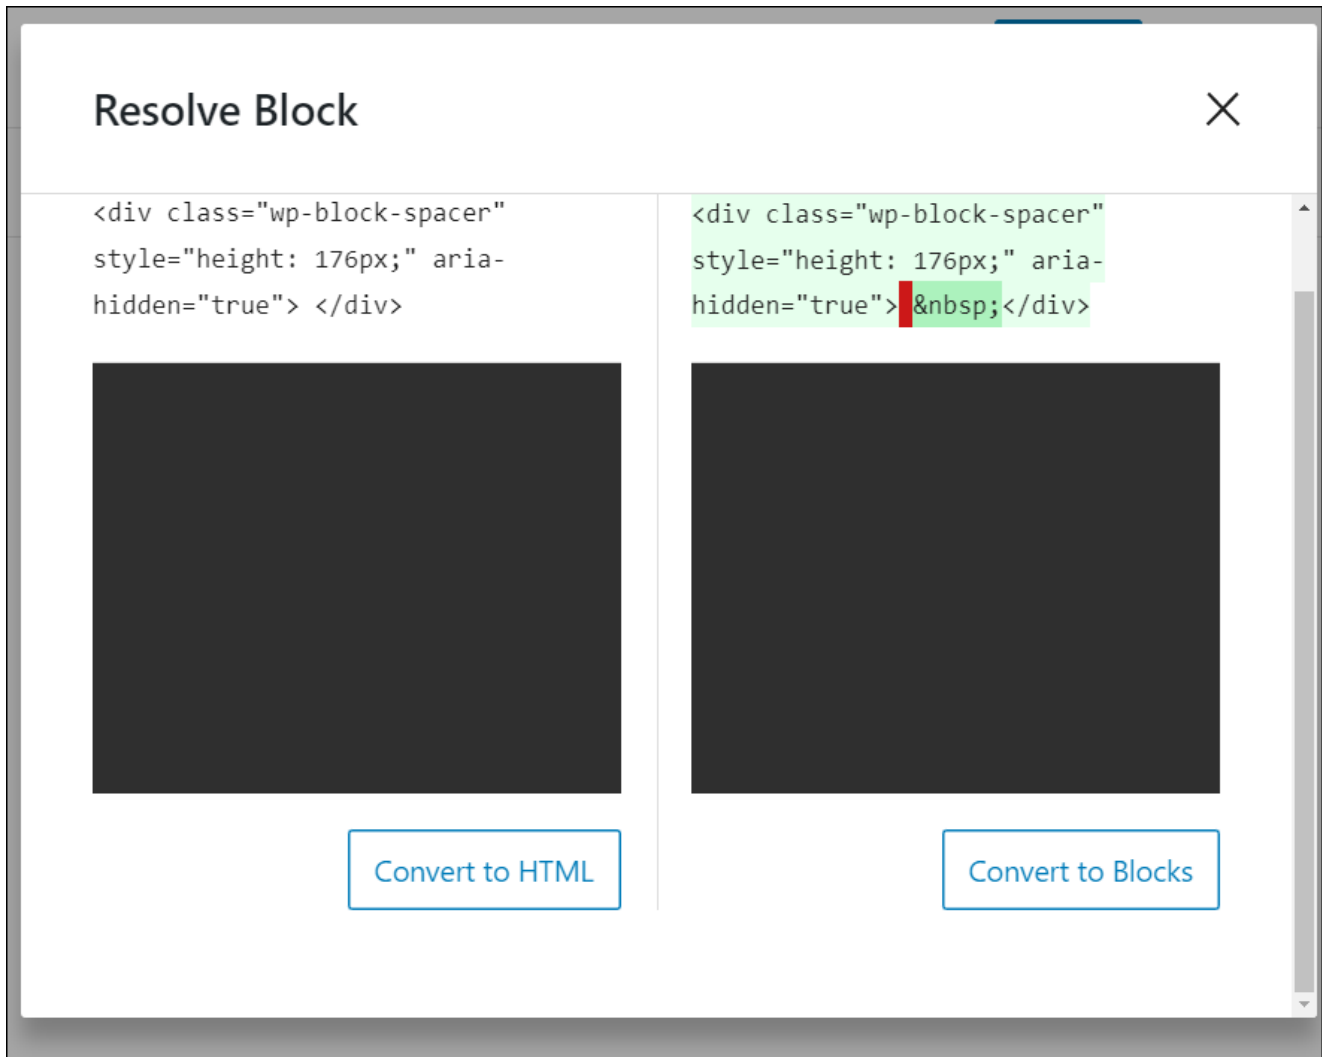 Resolve Block
<div class="wp-block-spacer"
style="height: 176px;" aria-
hidden="true"> </div>
Convert to HTML
<div class="wp-block-spacer"
style="height: 176px;" aria-
hidden="true"> &nbsp;</div>
Convert to Blocks